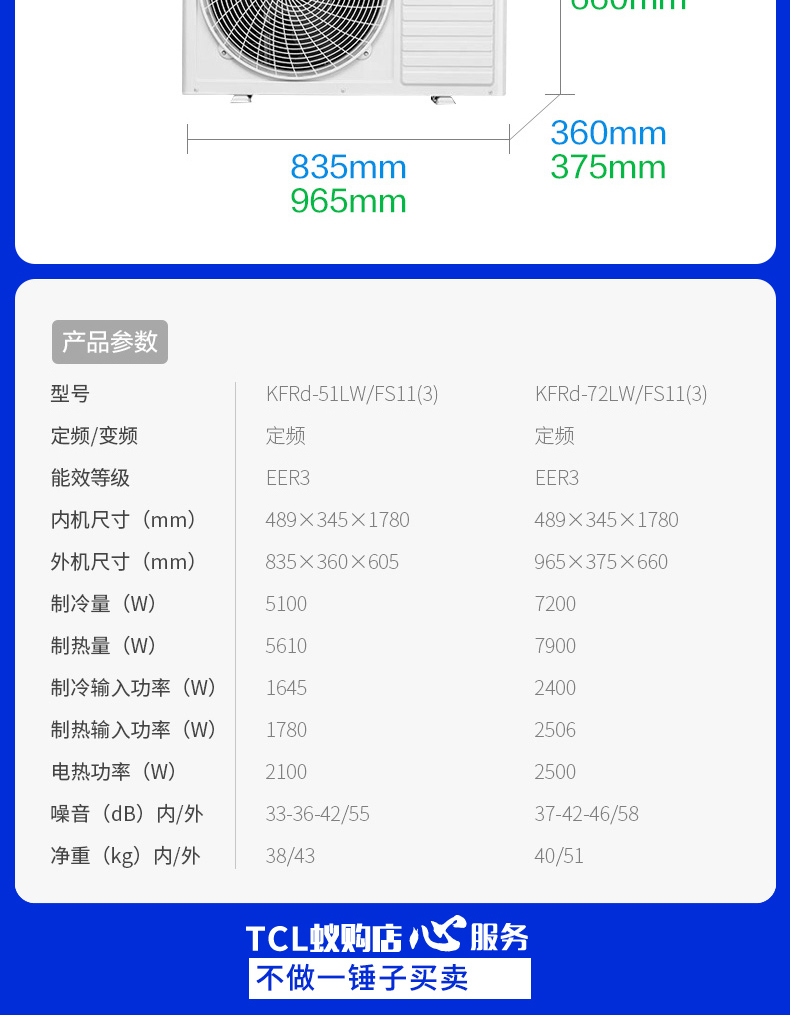 660mm
360mm
375mm
835mm
965mm
产品参数
型号 KFRd-51LW/FS11(3) KFRd-72LW/FS11(3)
定频/变频 定频 定频
能效等级 EER3 EER3
内机尺寸（mm） 489×345×1780 489×345×1780
外机尺寸（mm） 835×360×605 965×375×660
制冷量（W） 5100 7200
制热量（W） 5610 7900
制冷输入功率（W） 1645 2400
制热输入功率（W） 1780 2506
电热功率（W） 2100 2500
噪音（dB）内/外 33-36-42/55 37-42-46/58
净重（kg）内/外 38/43 40/51
TCL蚁购店心服务
不做一锤子买卖